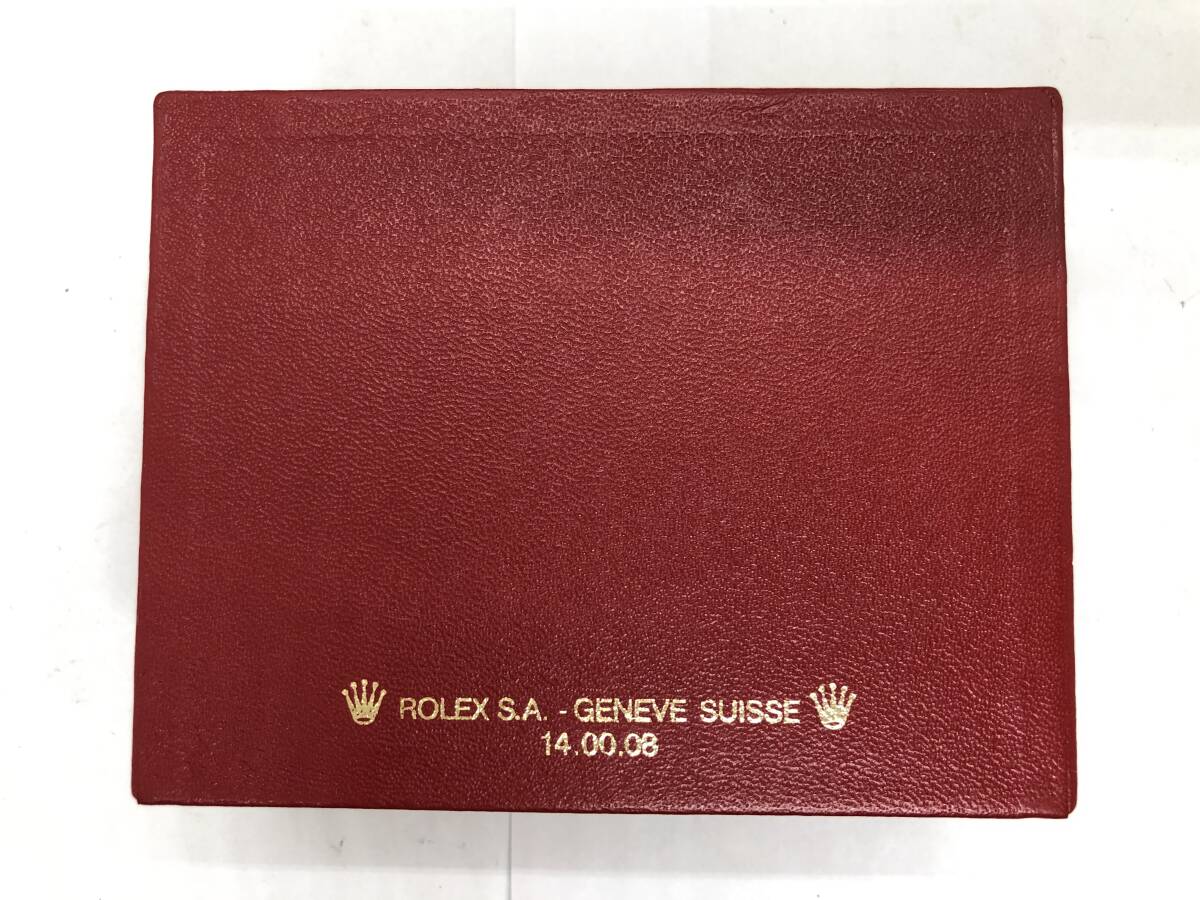 ROLEX S.A. - GENEVE SUISSE
14.00.08